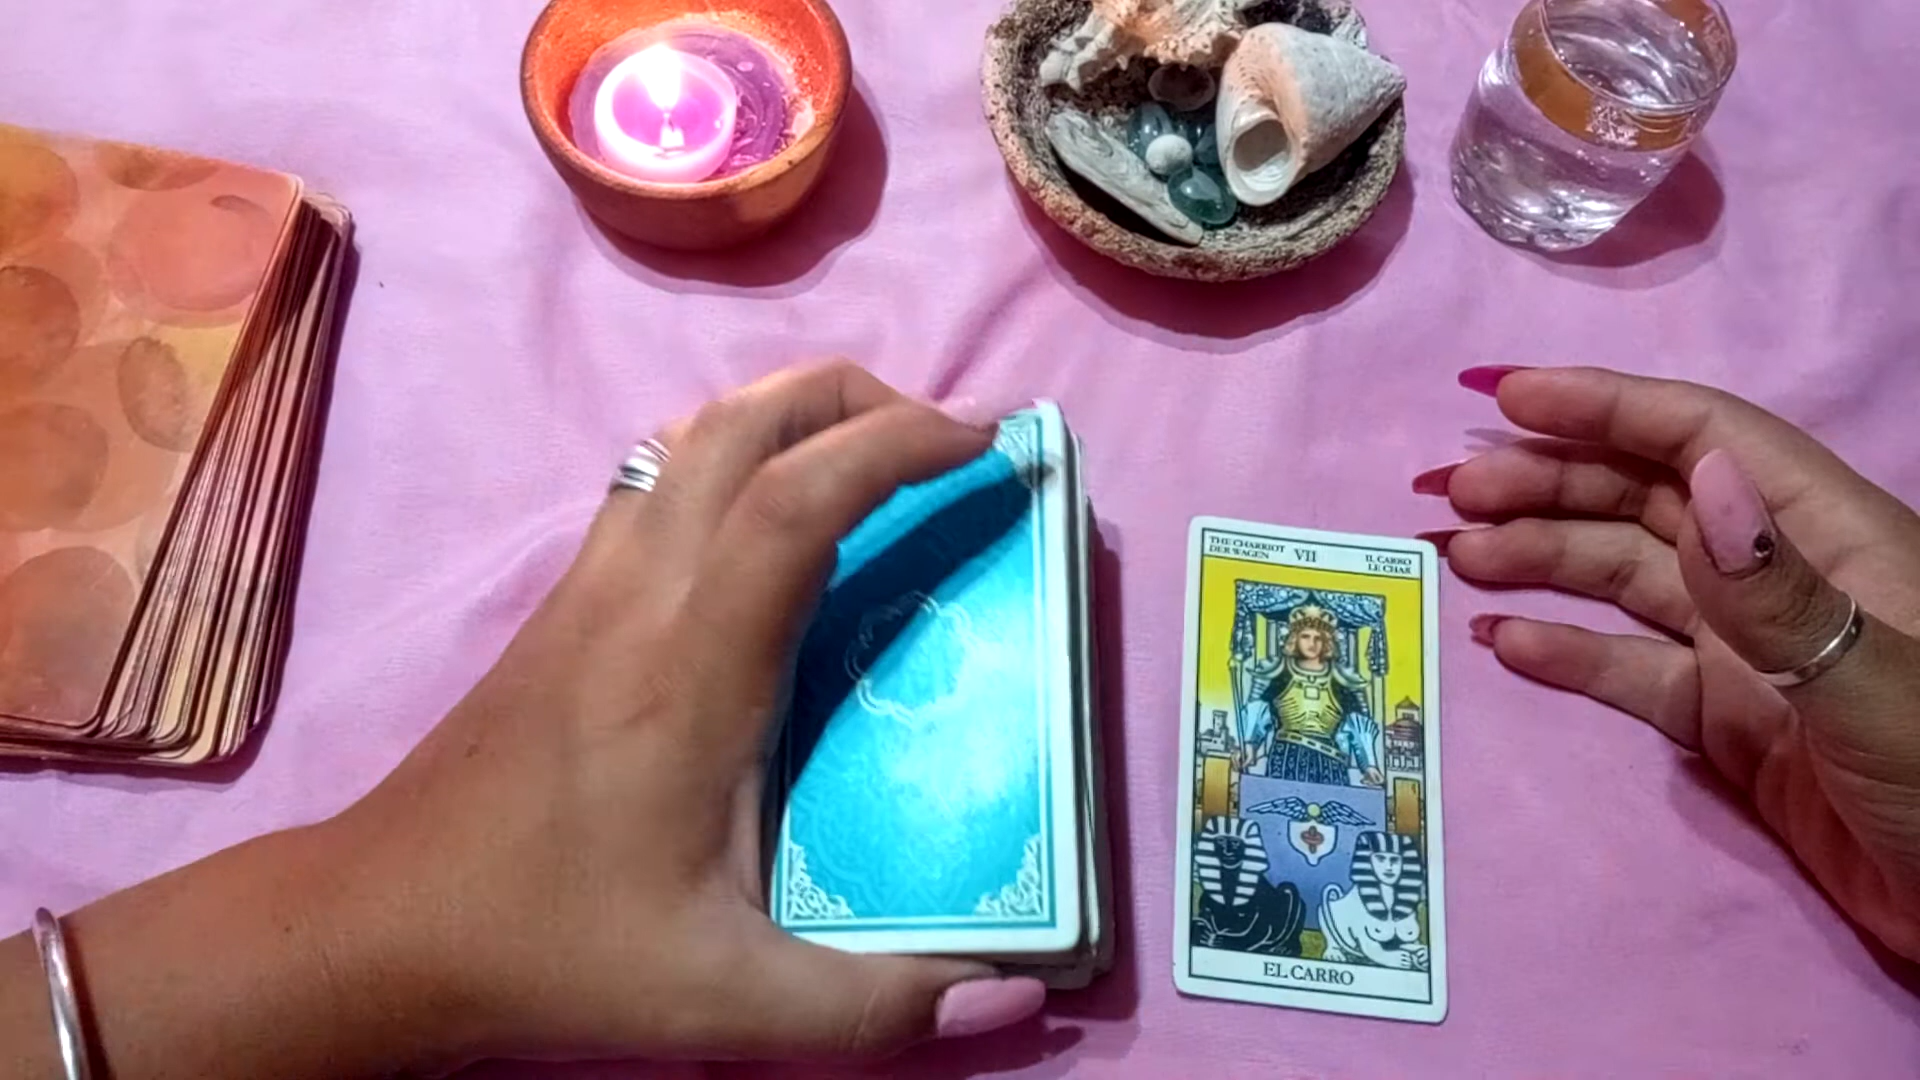 THE CHARRIOT
DER WAGEN
VII
IL CARRO
LE CHAR
EL CARRO